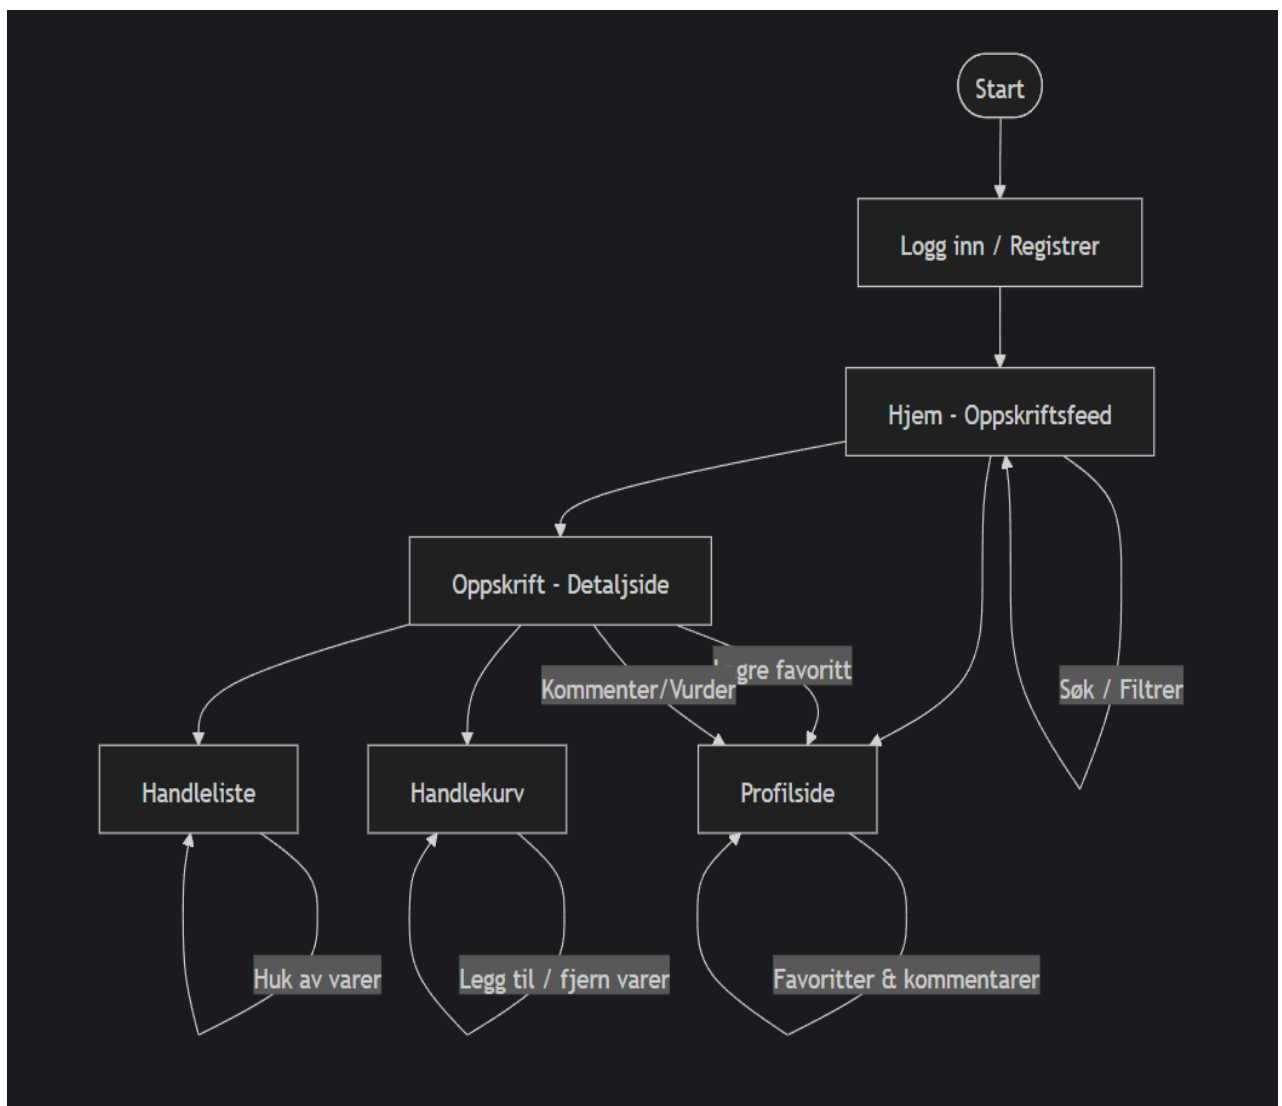 Start
Logg inn / Registrer
Hjem - Oppskriftsfeed
Oppskrift - Detaljside
favoritt
Kommenter/Vurder
Søk / Filtrer
Handleliste
Handlekurv
Profilside
Huk av varer
Legg til / fjern varer
Favoritter & kommentarer